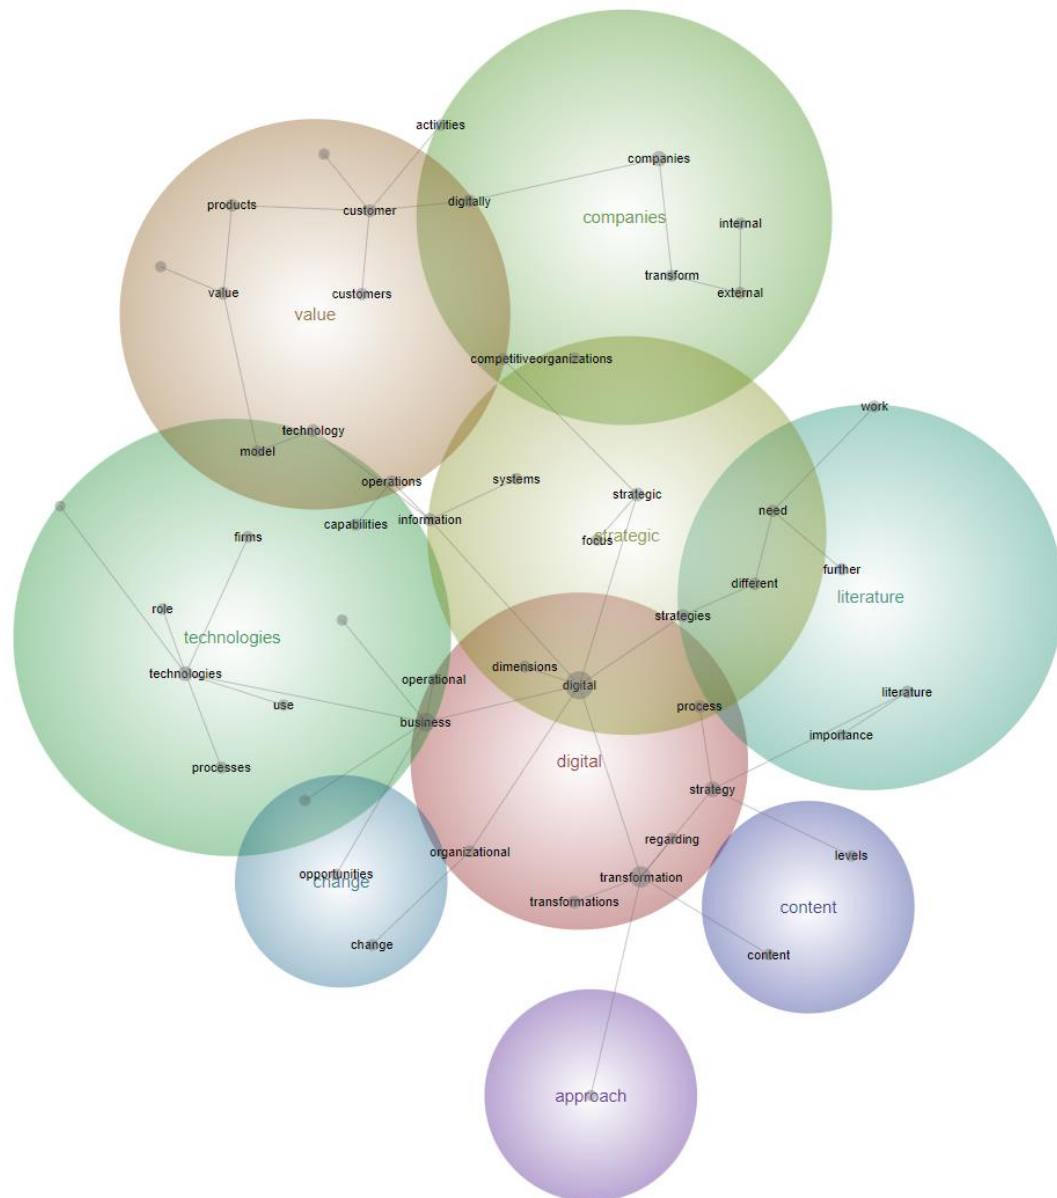 activities
companies
products
customer
digitally
companies
internal
transform
value
customers
external
value
competitiveorganizations
work
technology
model
operations
systems
strategic
capabilities
information
need
firms
focus
strategic
further
different
literature
role
strategies
technologies
technologies
operational
dimensions
digital
literature
use
business
process
importance
processes
digital
strategy
regarding
organizational
levels
opportunities
change
transformation
transformations
content
change
content
approach